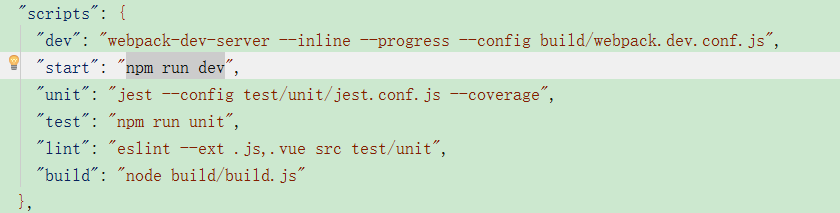 "scripts": {
"dev": "webpack-dev-server --inline --progress --config build/webpack.dev.conf.js",
"start": "npm run dev",
"unit": "jest --config test/unit/jest.conf.js --coverage",
"test": "npm run unit",
"lint": "eslint --ext .js,.vue src test/unit",
"build": "node build/build.js"
},